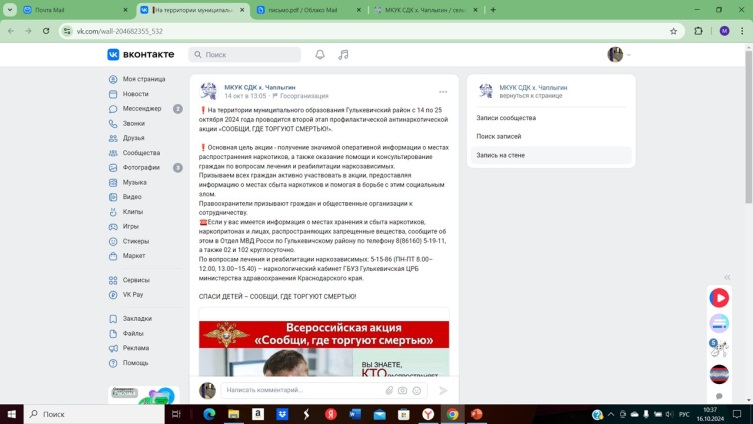 Почта Mail
На территории муниципальн
письмо.pdf / Облако Mail
МКУК СДК х. Чаплыгин / сель
vk.com/wall-204682355_532
М
ВКОНТАКТЕ
Поиск
Моя страница
Новости
Мессенджер
2
Звонки
Друзья
Сообщества
Фотографии
3
Музыка
Видео
Клипы
Игры
Стикеры
Маркет
Сервисы
VK Pay
Закладки
Файлы
Реклама
Помощь
МКУК СДК х. Чаплыгин
14 окт в 13:05 · Госорганизация
❗На территории муниципального образования Гулькевичский район с 14 по 25
октября 2024 года проводится второй этап профилактической антинаркотической
акции «СООБЩИ, ГДЕ ТОРГУЮТ СМЕРТЬЮ!».
❗Основная цель акции - получение значимой оперативной информации о местах
распространения наркотиков, а также оказание помощи и консультирование
граждан по вопросам лечения и реабилитации наркозависимых.
Призываем всех граждан активно участвовать в акции, предоставляя
информацию о местах сбыта наркотиков и помогая в борьбе с этим социальным
злом.
Правоохранители призывают граждан и общественные организации к
сотрудничеству.
☎Если у вас имеется информация о местах хранения и сбыта наркотиков,
наркопритонах и лицах, распространяющих запрещенные вещества, сообщите об
этом в Отдел МВД Росси по Гулькевичскому району по телефону 8(86160) 5-19-11,
а также 02 и 102 круглосуточно.
По вопросам лечения и реабилитации наркозависимых: 5-15-86 (ПН-ПТ 8.00–
12.00, 13.00–15.40) – наркологический кабинет ГБУЗ Гулькевичская ЦРБ
министерства здравоохранения Краснодарского края.
СПАСИ ДЕТЕЙ – СООБЩИ, ГДЕ ТОРГУЮТ СМЕРТЬЮ!
Всероссийская акция
«Сообщи, где торгуют смертью»
ВЫ ЗНАЕТЕ,
КТО РАСПРОСТРАНЯЕТ
Написать комментарий...
МКУК СДК х. Чаплыгин
вернуться к странице
Записи сообщества
Поиск записей
Запись на стене
5
Поиск
РУС
10:37
16.10.2024